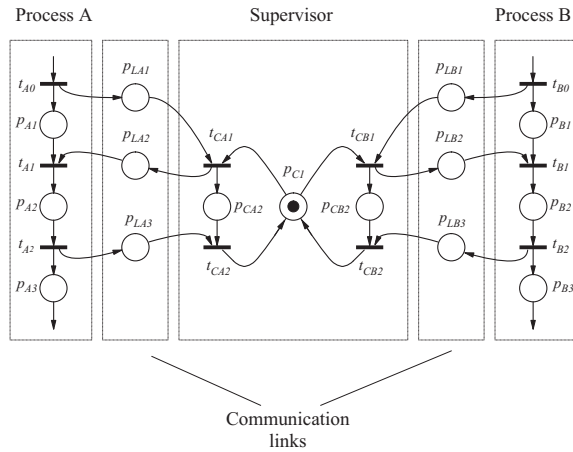 Process A Supervisor Process B
p_LA1 p_LB1
t_A0 t_B0
p_A1 p_LA2 t_CA1 t_CB1 p_LB2 p_B1
p_C1
t_A1 t_B1
p_A2 p_LA3 p_CA2 p_CB2 p_LB3 p_B2
t_A2 t_B2
t_CA2 t_CB2
p_A3 p_B3
Communication
links